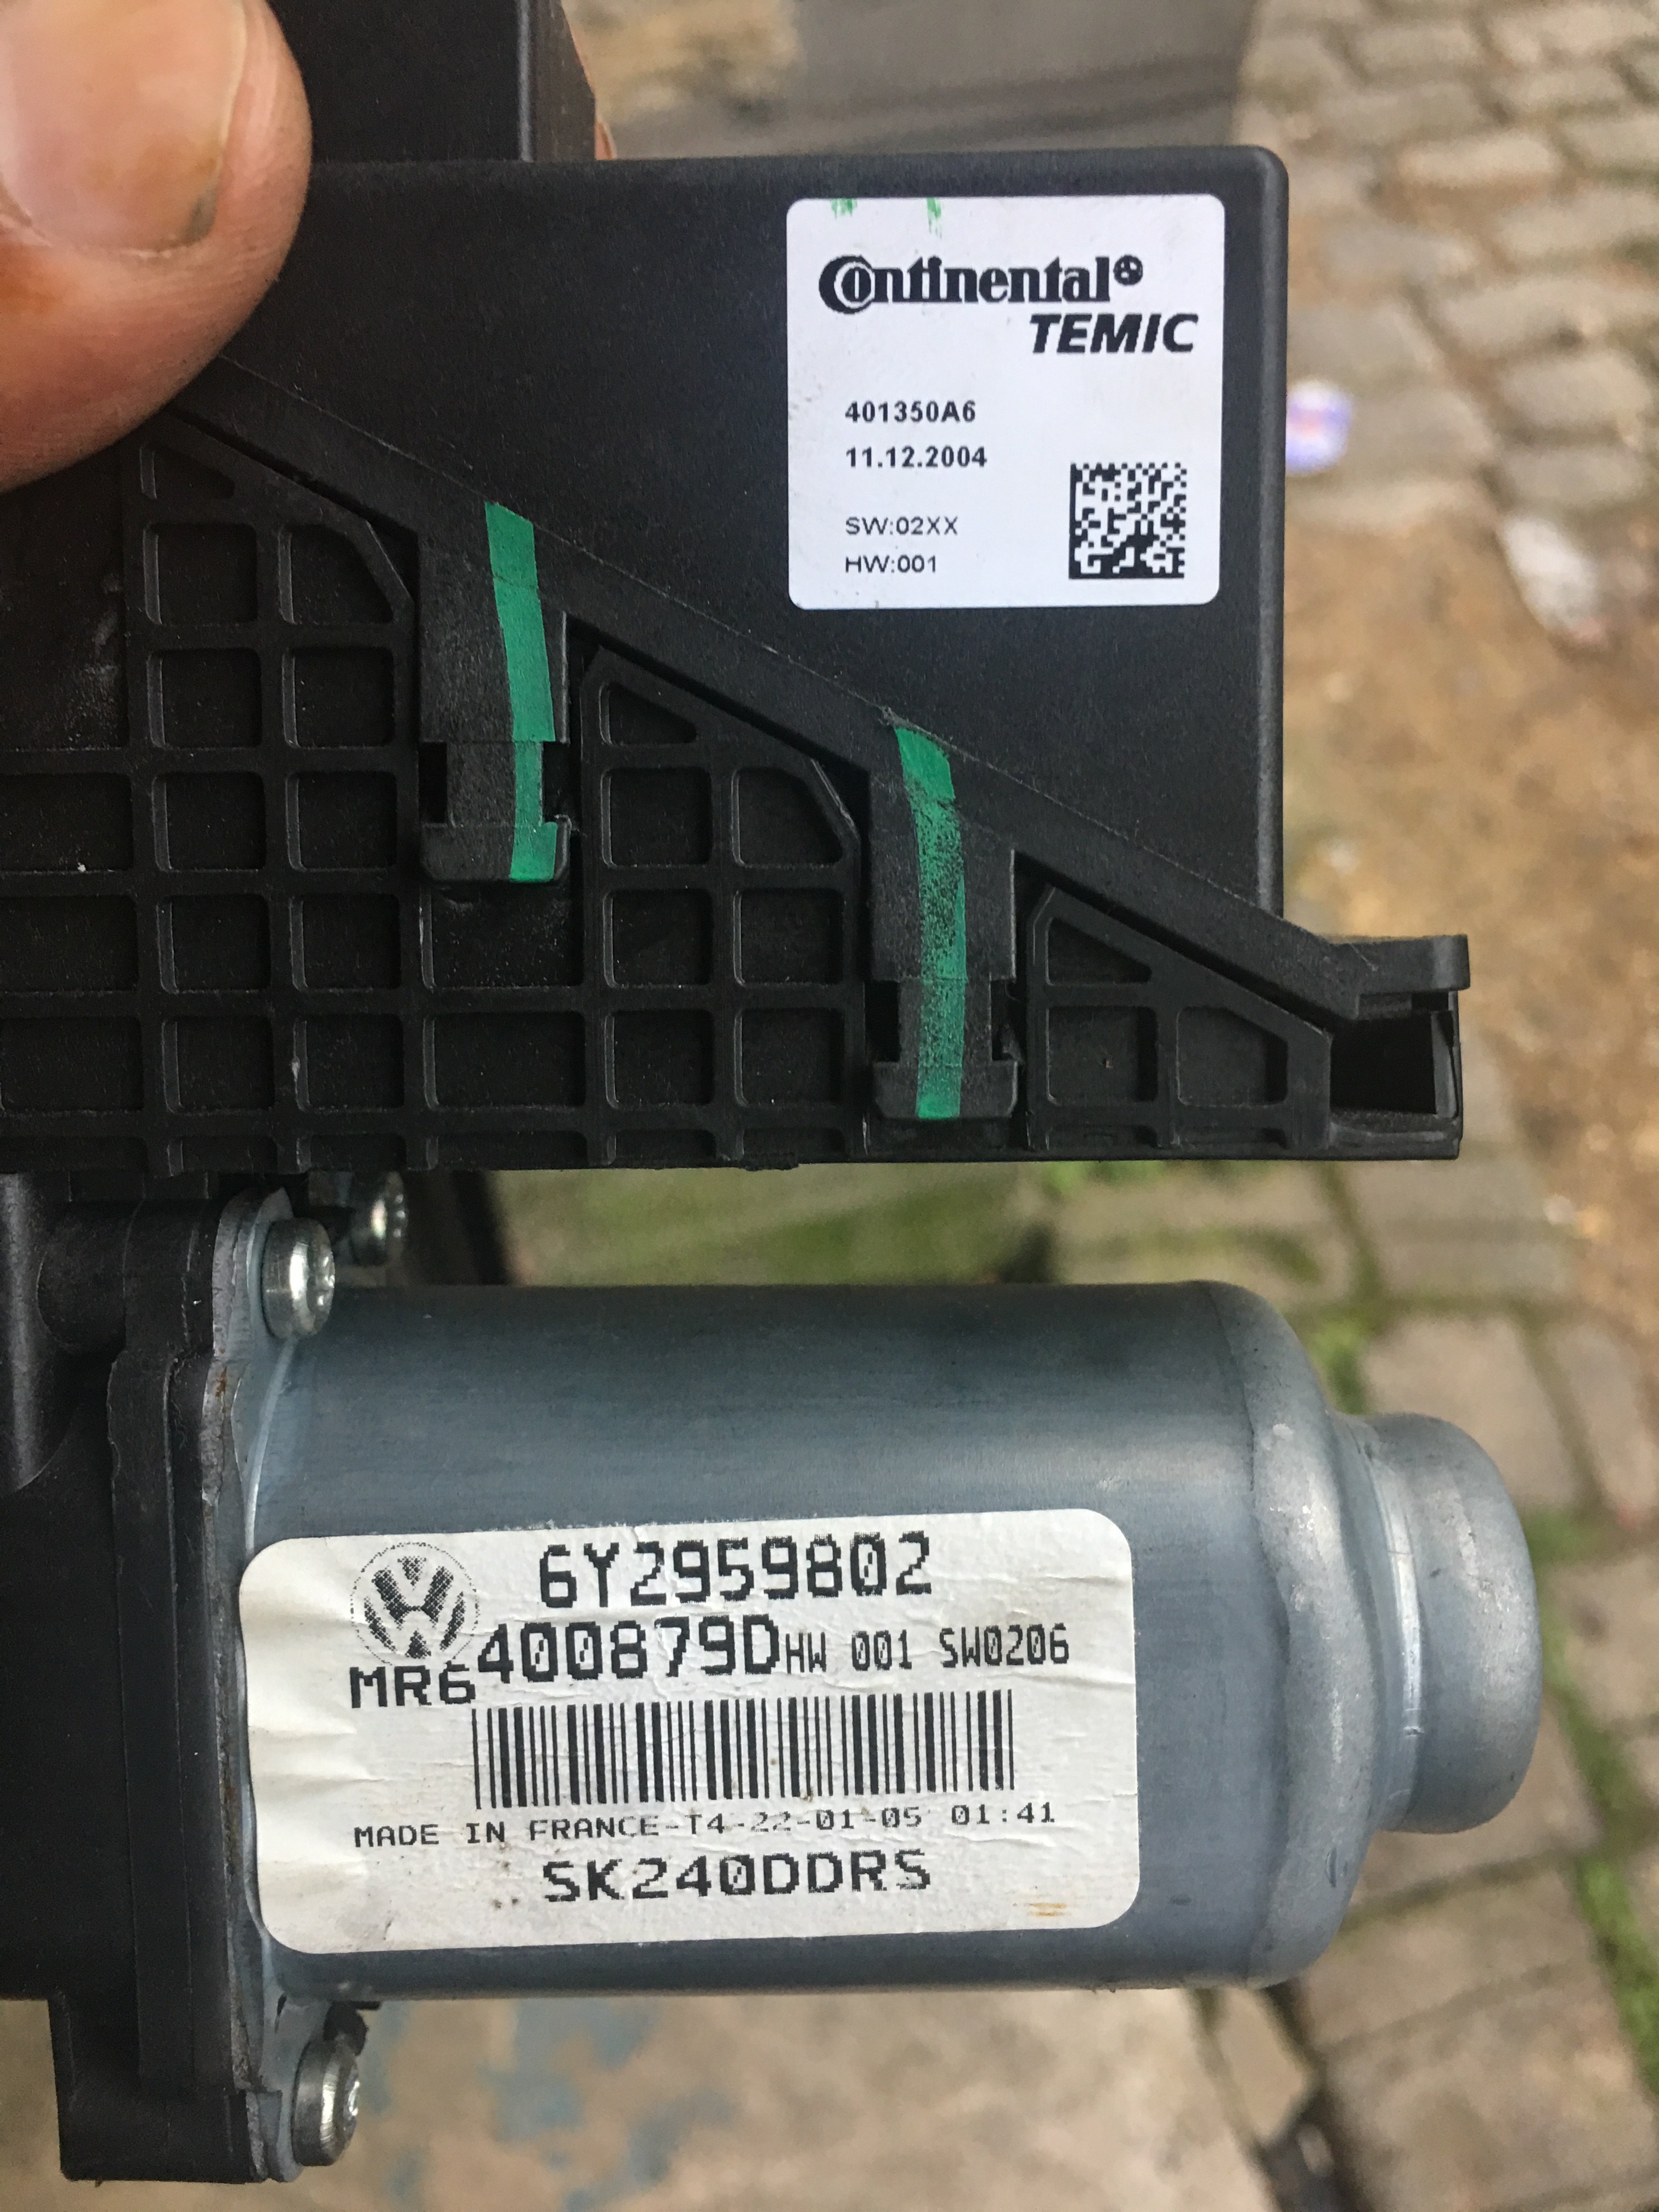 Continental
TEMIC
401350A6
11.12.2004
SW:02XX
HW:001
6Y2959802
400879D HW 001 SW0206
MR6
MADE IN FRANCE-T4-22-01-05 01:41
SK240DDRS